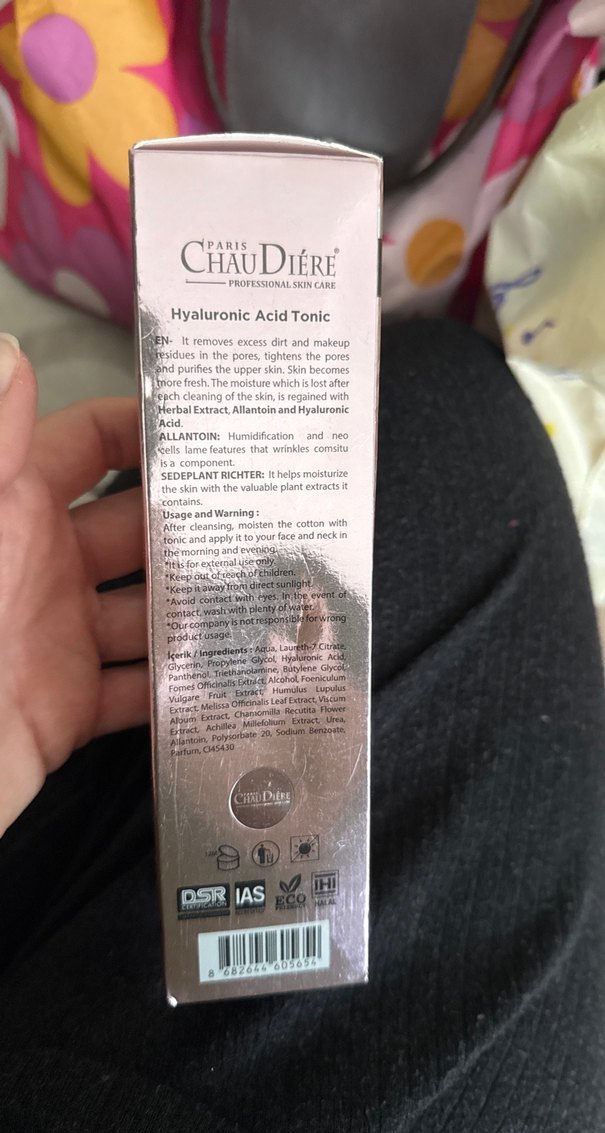 PARIS
CHAUDIÉRE®
PROFESSIONAL SKIN CARE
Hyaluronic Acid Tonic
EN- It removes excess dirt and makeup
residues in the pores, tightens the pores
and purifies the upper skin. Skin becomes
more fresh. The moisture which is lost after
each cleaning of the skin, is regained with
Herbal Extract, Allantoin and Hyaluronic
Acid.
ALLANTOIN: Humidification and neo
cells lame features that wrinkles comsitu
is a component.
SEDEPLANT RICHTER: It helps moisturize
the skin with the valuable plant extracts it
contains.
Usage and Warning :
After cleansing, moisten the cotton with
tonic and apply it to your face and neck in
the morning and evening.
*It is for external use only.
*Keep out of reach of children.
*Keep it away from direct sunlight.
*Avoid contact with eyes. In the event of
contact, wash with plenty of water.
*Our company is not responsible for wrong
product usage.
İçerik / Ingredients : Aqua, Laureth-7 Citrate,
Glycerin, Propylene Glycol, Hyaluronic Acid,
Panthenol, Triethanolamine, Butylene Glycol,
Fomes Officinalis Extract, Alcohol, Foeniculum
Vulgare Fruit Extract, Humulus Lupulus
Extract, Melissa Officinalis Leaf Extract, Viscum
Album Extract, Chamomilla Recutita Flower
Extract, Achillea Millefolium Extract, Urea,
Allantoin, Polysorbate 20, Sodium Benzoate,
Parfum, CI45430
PARIS
CHAUDIÉRE
12M
DSR IAS ECO IHI
CERTIFICATION FRIENDLY HALAL
8 682644 605654